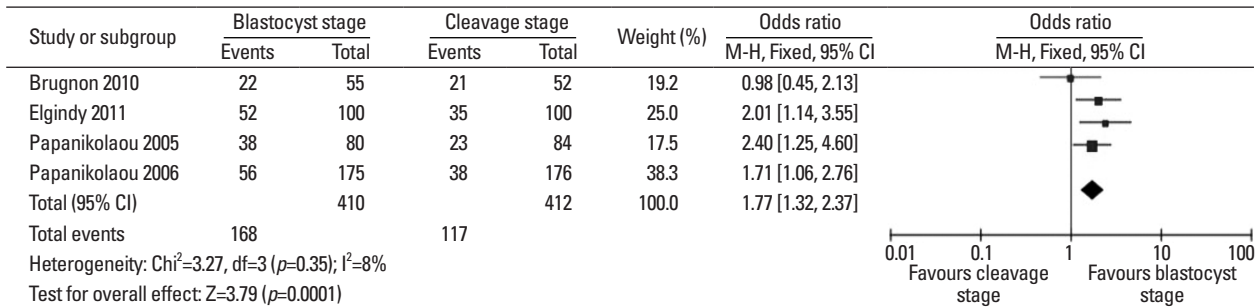 Study or subgroup Blastocyst stage Cleavage stage Weight (%) Odds ratio Odds ratio
Events Total Events Total M-H, Fixed, 95% CI M-H, Fixed, 95% CI
Brugnon 2010 22 55 21 52 19.2 0.98 [0.45, 2.13]
Elgindy 2011 52 100 35 100 25.0 2.01 [1.14, 3.55]
Papanikolaou 2005 38 80 23 84 17.5 2.40 [1.25, 4.60]
Papanikolaou 2006 56 175 38 176 38.3 1.71 [1.06, 2.76]
Total (95% CI) 410 412 100.0 1.77 [1.32, 2.37]
Total events 168 117
Heterogeneity: Chi²=3.27, df=3 (p=0.35); I²=8%
Test for overall effect: Z=3.79 (p=0.0001)
0.01 0.1 1 10 100
Favours cleavage stage Favours blastocyst stage